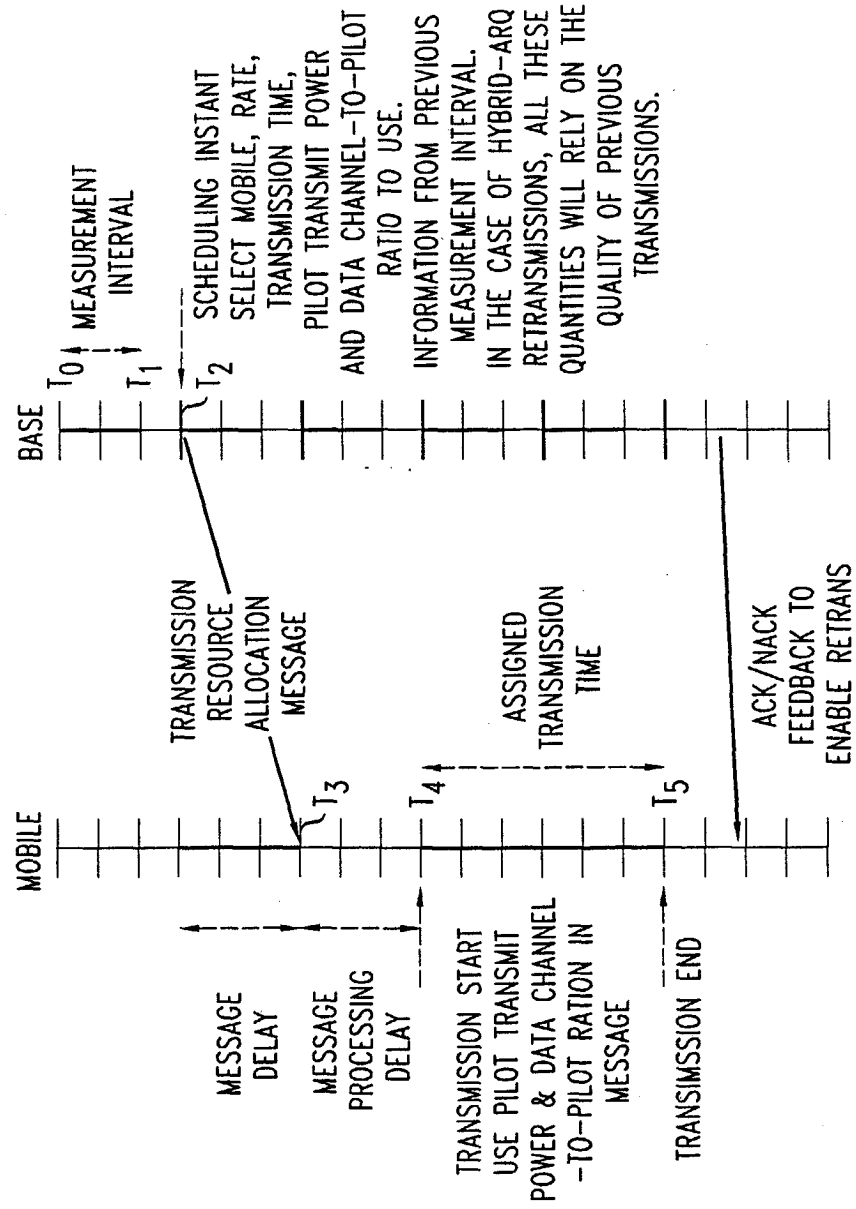 BASE
T0
MEASUREMENT
INTERVAL
T1
T2
SCHEDULING INSTANT
SELECT MOBILE, RATE,
TRANSMISSION TIME,
PILOT TRANSMIT POWER
AND DATA CHANNEL-TO-PILOT
RATIO TO USE.
INFORMATION FROM PREVIOUS
MEASUREMENT INTERVAL.
IN THE CASE OF HYBRID-ARQ
RETRANSMISSIONS, ALL THESE
QUANTITIES WILL RELY ON THE
QUALITY OF PREVIOUS
TRANSMISSIONS.
TRANSMISSION
RESOURCE
ALLOCATION
MESSAGE
ASSIGNED
TRANSMISSION
TIME
ACK/NACK
FEEDBACK TO
ENABLE RETRANS
MOBILE
T3
T4
T5
MESSAGE
DELAY
MESSAGE
PROCESSING
DELAY
TRANSMISSION START
USE PILOT TRANSMIT
POWER & DATA CHANNEL
-TO-PILOT RATION IN
MESSAGE
TRANSIMSSION END